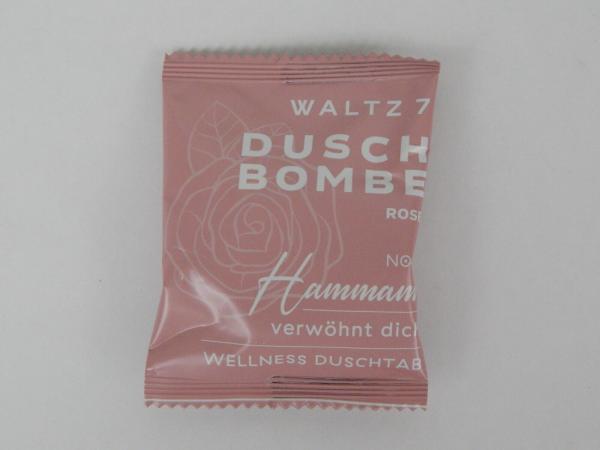 WALTZ 7
DUSCH
BOMBE
ROSE
NO
Hammam
verwöhnt dich
WELLNESS DUSCHTAB